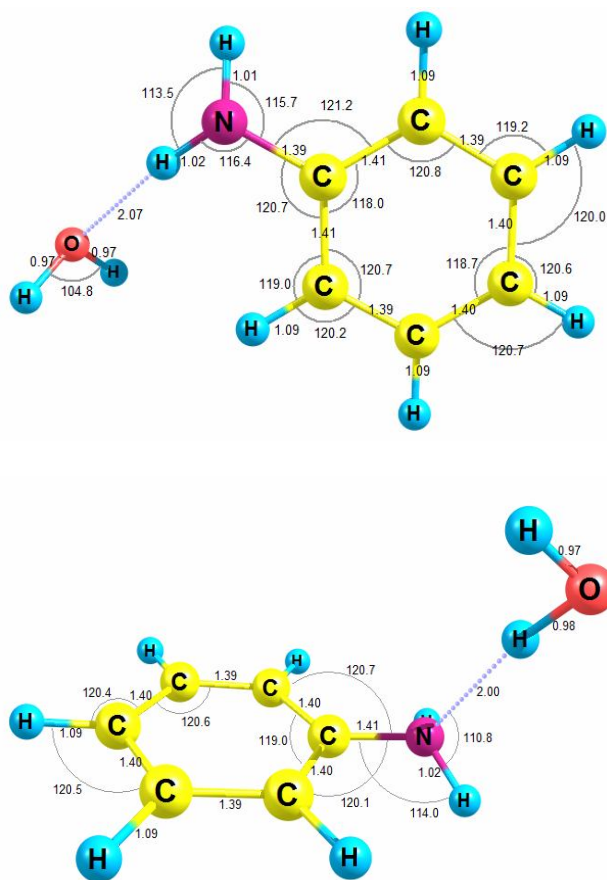 H
H
1.01
1.09
113.5
115.7
121.2
N
C
119.2
H
1.39
1.39
1.09
H
1.02
116.4
1.41
120.8
C
C
2.07
120.7
118.0
120.0
1.40
O
1.41
0.97
0.97
H
120.7
118.7
120.6
104.8
119.0
C
C
H
1.09
1.39
1.40
H
1.09
120.2
C
H
120.7
1.09
H
H
0.97
O
H
0.98
H
H
120.7
1.39
2.00
120.4
C
C
1.40
1.40
H
H
120.6
1.41
C
119.0
C
N
110.8
1.09
1.40
1.40
1.02
120.5
C
C
H
1.39
120.1
114.0
1.09
H
H